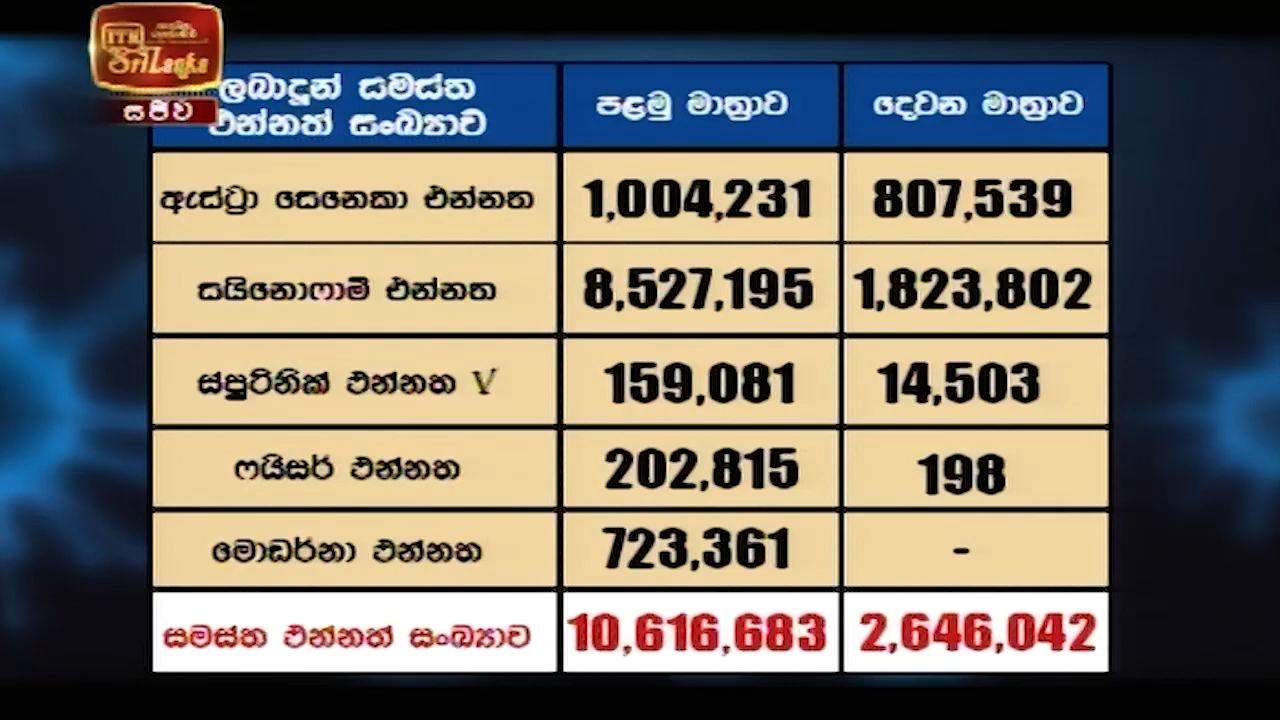 ITN
Sri Lanka
සජීව
ලබාදුන් සමස්ත
එන්නත් සංඛ්‍යාව
පළමු මාත්‍රාව
දෙවන මාත්‍රාව
ඇස්ට්‍රා සෙනෙකා එන්නත
1,004,231
807,539
සයිනොෆාම් එන්නත
8,527,195
1,823,802
ස්පුට්නික් එන්නත V
159,081
14,503
ෆයිසර් එන්නත
202,815
198
මොඩර්නා එන්නත
723,361
-
සමස්ත එන්නත් සංඛ්‍යාව
10,616,683
2,646,042